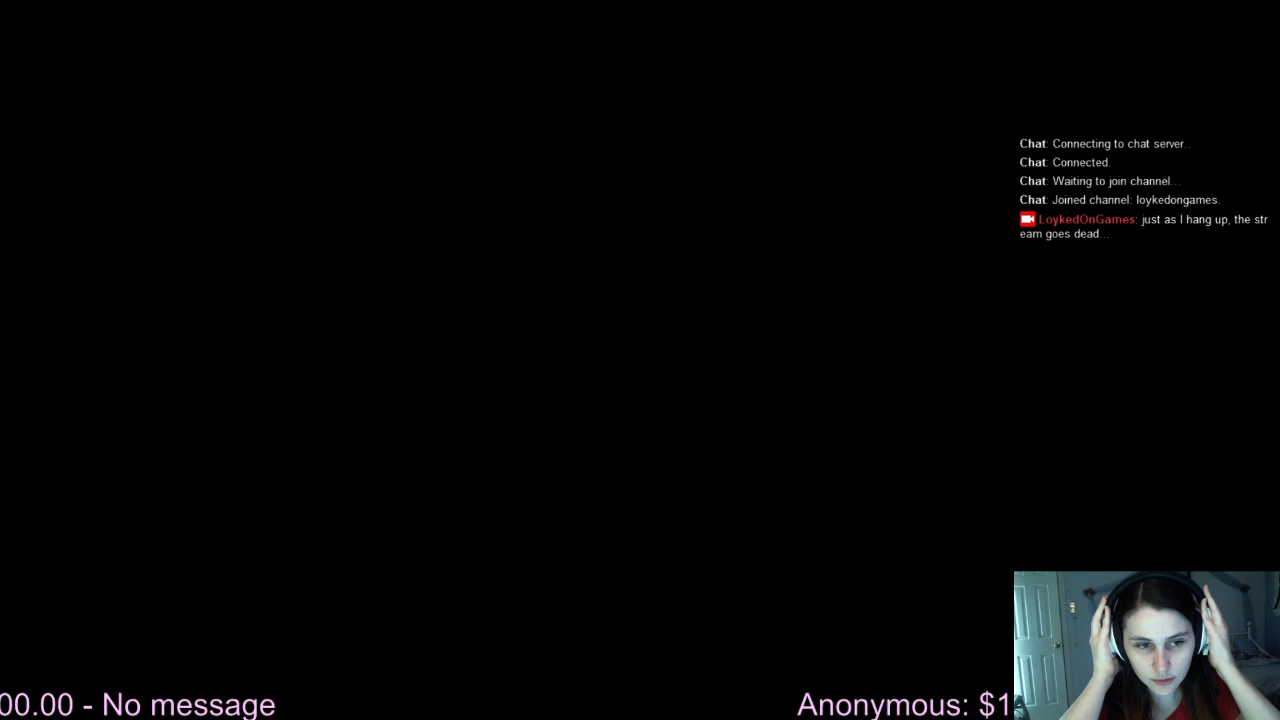 Chat: Connecting to chat server..
Chat: Connected.
Chat: Waiting to join channel...
Chat: Joined channel: loykedongames.
LoykedOnGames: just as I hang up, the str
eam goes dead...
00.00 - No message
Anonymous: $1